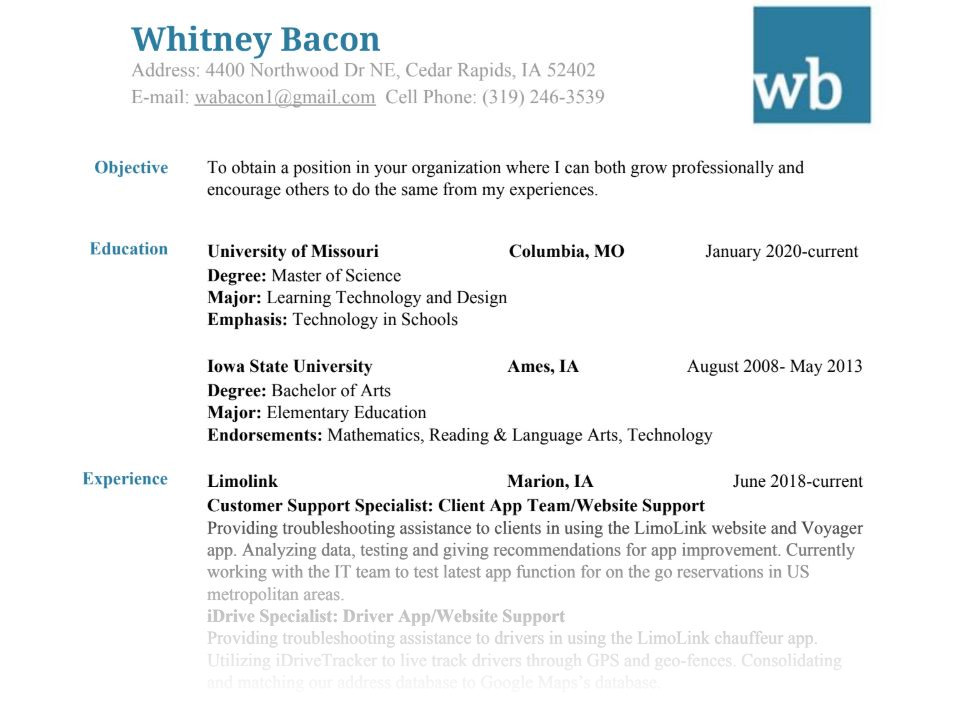 Whitney Bacon
Address: 4400 Northwood Dr NE, Cedar Rapids, IA 52402
E-mail: wabacon1@gmail.com Cell Phone: (319) 246-3539
wb
Objective To obtain a position in your organization where I can both grow professionally and
encourage others to do the same from my experiences.
Education University of Missouri Columbia, MO January 2020-current
Degree: Master of Science
Major: Learning Technology and Design
Emphasis: Technology in Schools
Iowa State University Ames, IA August 2008- May 2013
Degree: Bachelor of Arts
Major: Elementary Education
Endorsements: Mathematics, Reading & Language Arts, Technology
Experience Limolink Marion, IA June 2018-current
Customer Support Specialist: Client App Team/Website Support
Providing troubleshooting assistance to clients in using the LimoLink website and Voyager
app. Analyzing data, testing and giving recommendations for app improvement. Currently
working with the IT team to test latest app function for on the go reservations in US
metropolitan areas.
iDrive Specialist: Driver App/Website Support
Providing troubleshooting assistance to drivers in using the LimoLink chauffeur app.
Utilizing iDriveTracker to live track drivers through GPS and geo-fences. Consolidating
and matching our address database to Google Maps's database.